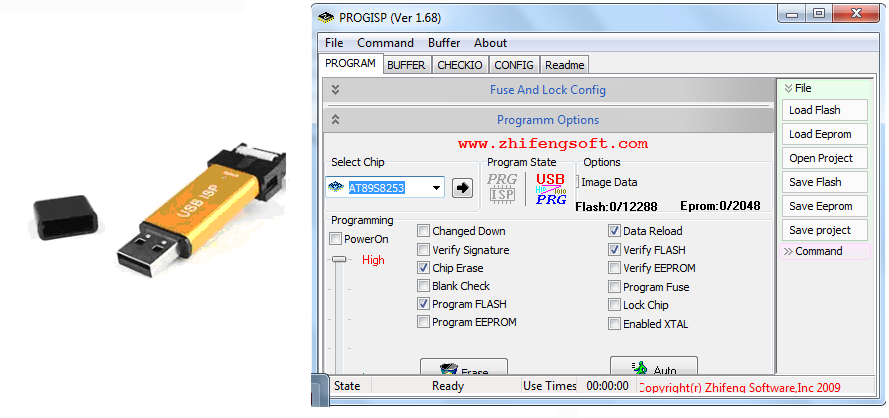 USB ISP
PROGISP (Ver 1.68)
File Command Buffer About
PROGRAM BUFFER CHECKIO CONFIG Readme
Fuse And Lock Config
Programm Options
www.zhifengsoft.com
Select Chip
AT89S8253
Program State
PRG
ISP
USB
PRG
Options
Image Data
Flash:0/12288 Eprom:0/2048
Programming
PowerOn
High
Changed Down
Verify Signature
Chip Erase
Blank Check
Program FLASH
Program EEPROM
Data Reload
Verify FLASH
Verify EEPROM
Program Fuse
Lock Chip
Enabled XTAL
Erase
Auto
File
Load Flash
Load Eeprom
Open Project
Save Flash
Save Eeprom
Save project
Command
State Ready Use Times 00:00:00 Copyright(r) Zhifeng Software,Inc 2009